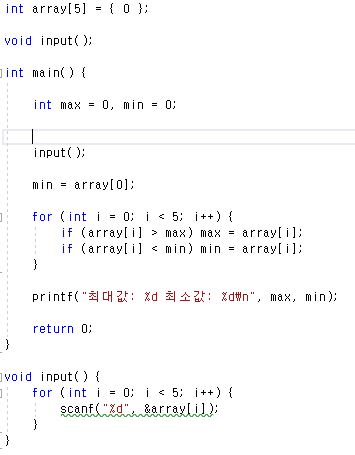 int array[5] = { 0 };
void input();
int main() {
int max = 0, min = 0;
input();
min = array[0];
for (int i = 0; i < 5; i++) {
if (array[i] > max) max = array[i];
if (array[i] < min) min = array[i];
}
printf("최대값: %d 최소값: %d₩n", max, min);
return 0;
}
void input() {
for (int i = 0; i < 5; i++) {
scanf("%d", &array[i]);
}
}